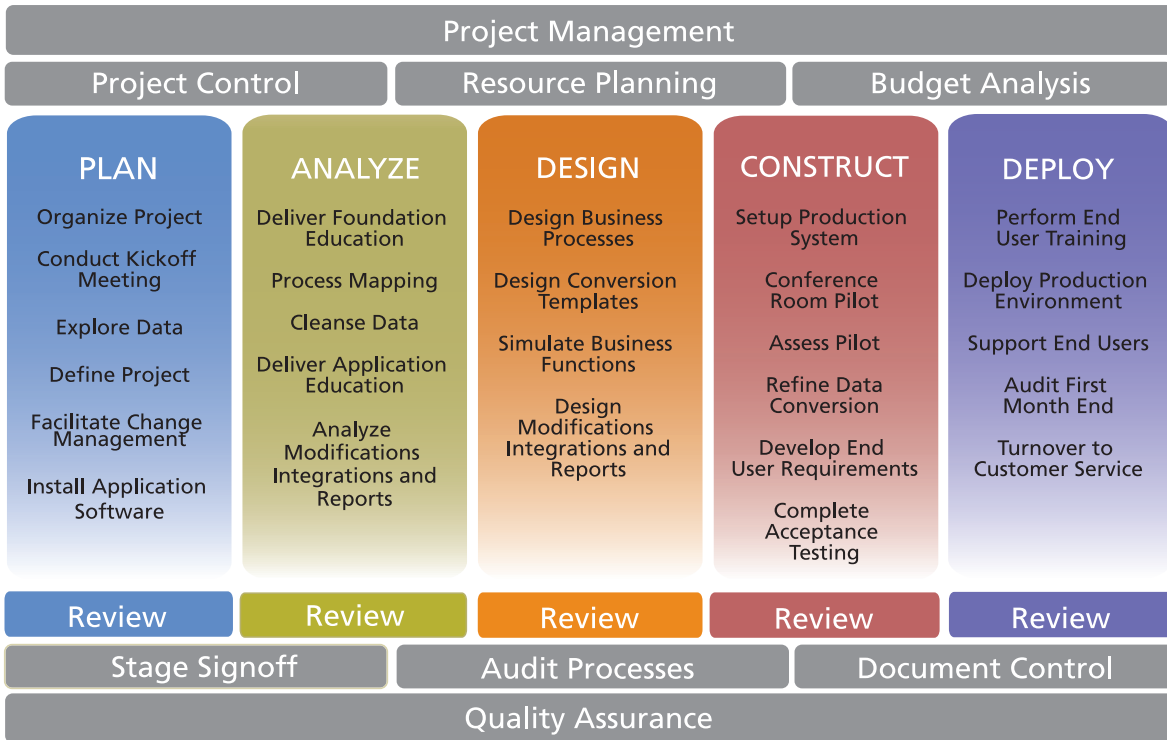 Project Management
Project Control
Resource Planning
Budget Analysis
PLAN
Organize Project
Conduct Kickoff
Meeting
Explore Data
Define Project
Facilitate Change
Management
Install Application
Software
ANALYZE
Deliver Foundation
Education
Process Mapping
Cleanse Data
Deliver Application
Education
Analyze
Modifications
Integrations and
Reports
DESIGN
Design Business
Processes
Design Conversion
Templates
Simulate Business
Functions
Design
Modifications
Integrations and
Reports
CONSTRUCT
Setup Production
System
Conference
Room Pilot
Assess Pilot
Refine Data
Conversion
Develop End
User Requirements
Complete
Acceptance
Testing
DEPLOY
Perform End
User Training
Deploy Production
Environment
Support End Users
Audit First
Month End
Turnover to
Customer Service
Review
Review
Review
Review
Review
Stage Signoff
Audit Processes
Document Control
Quality Assurance